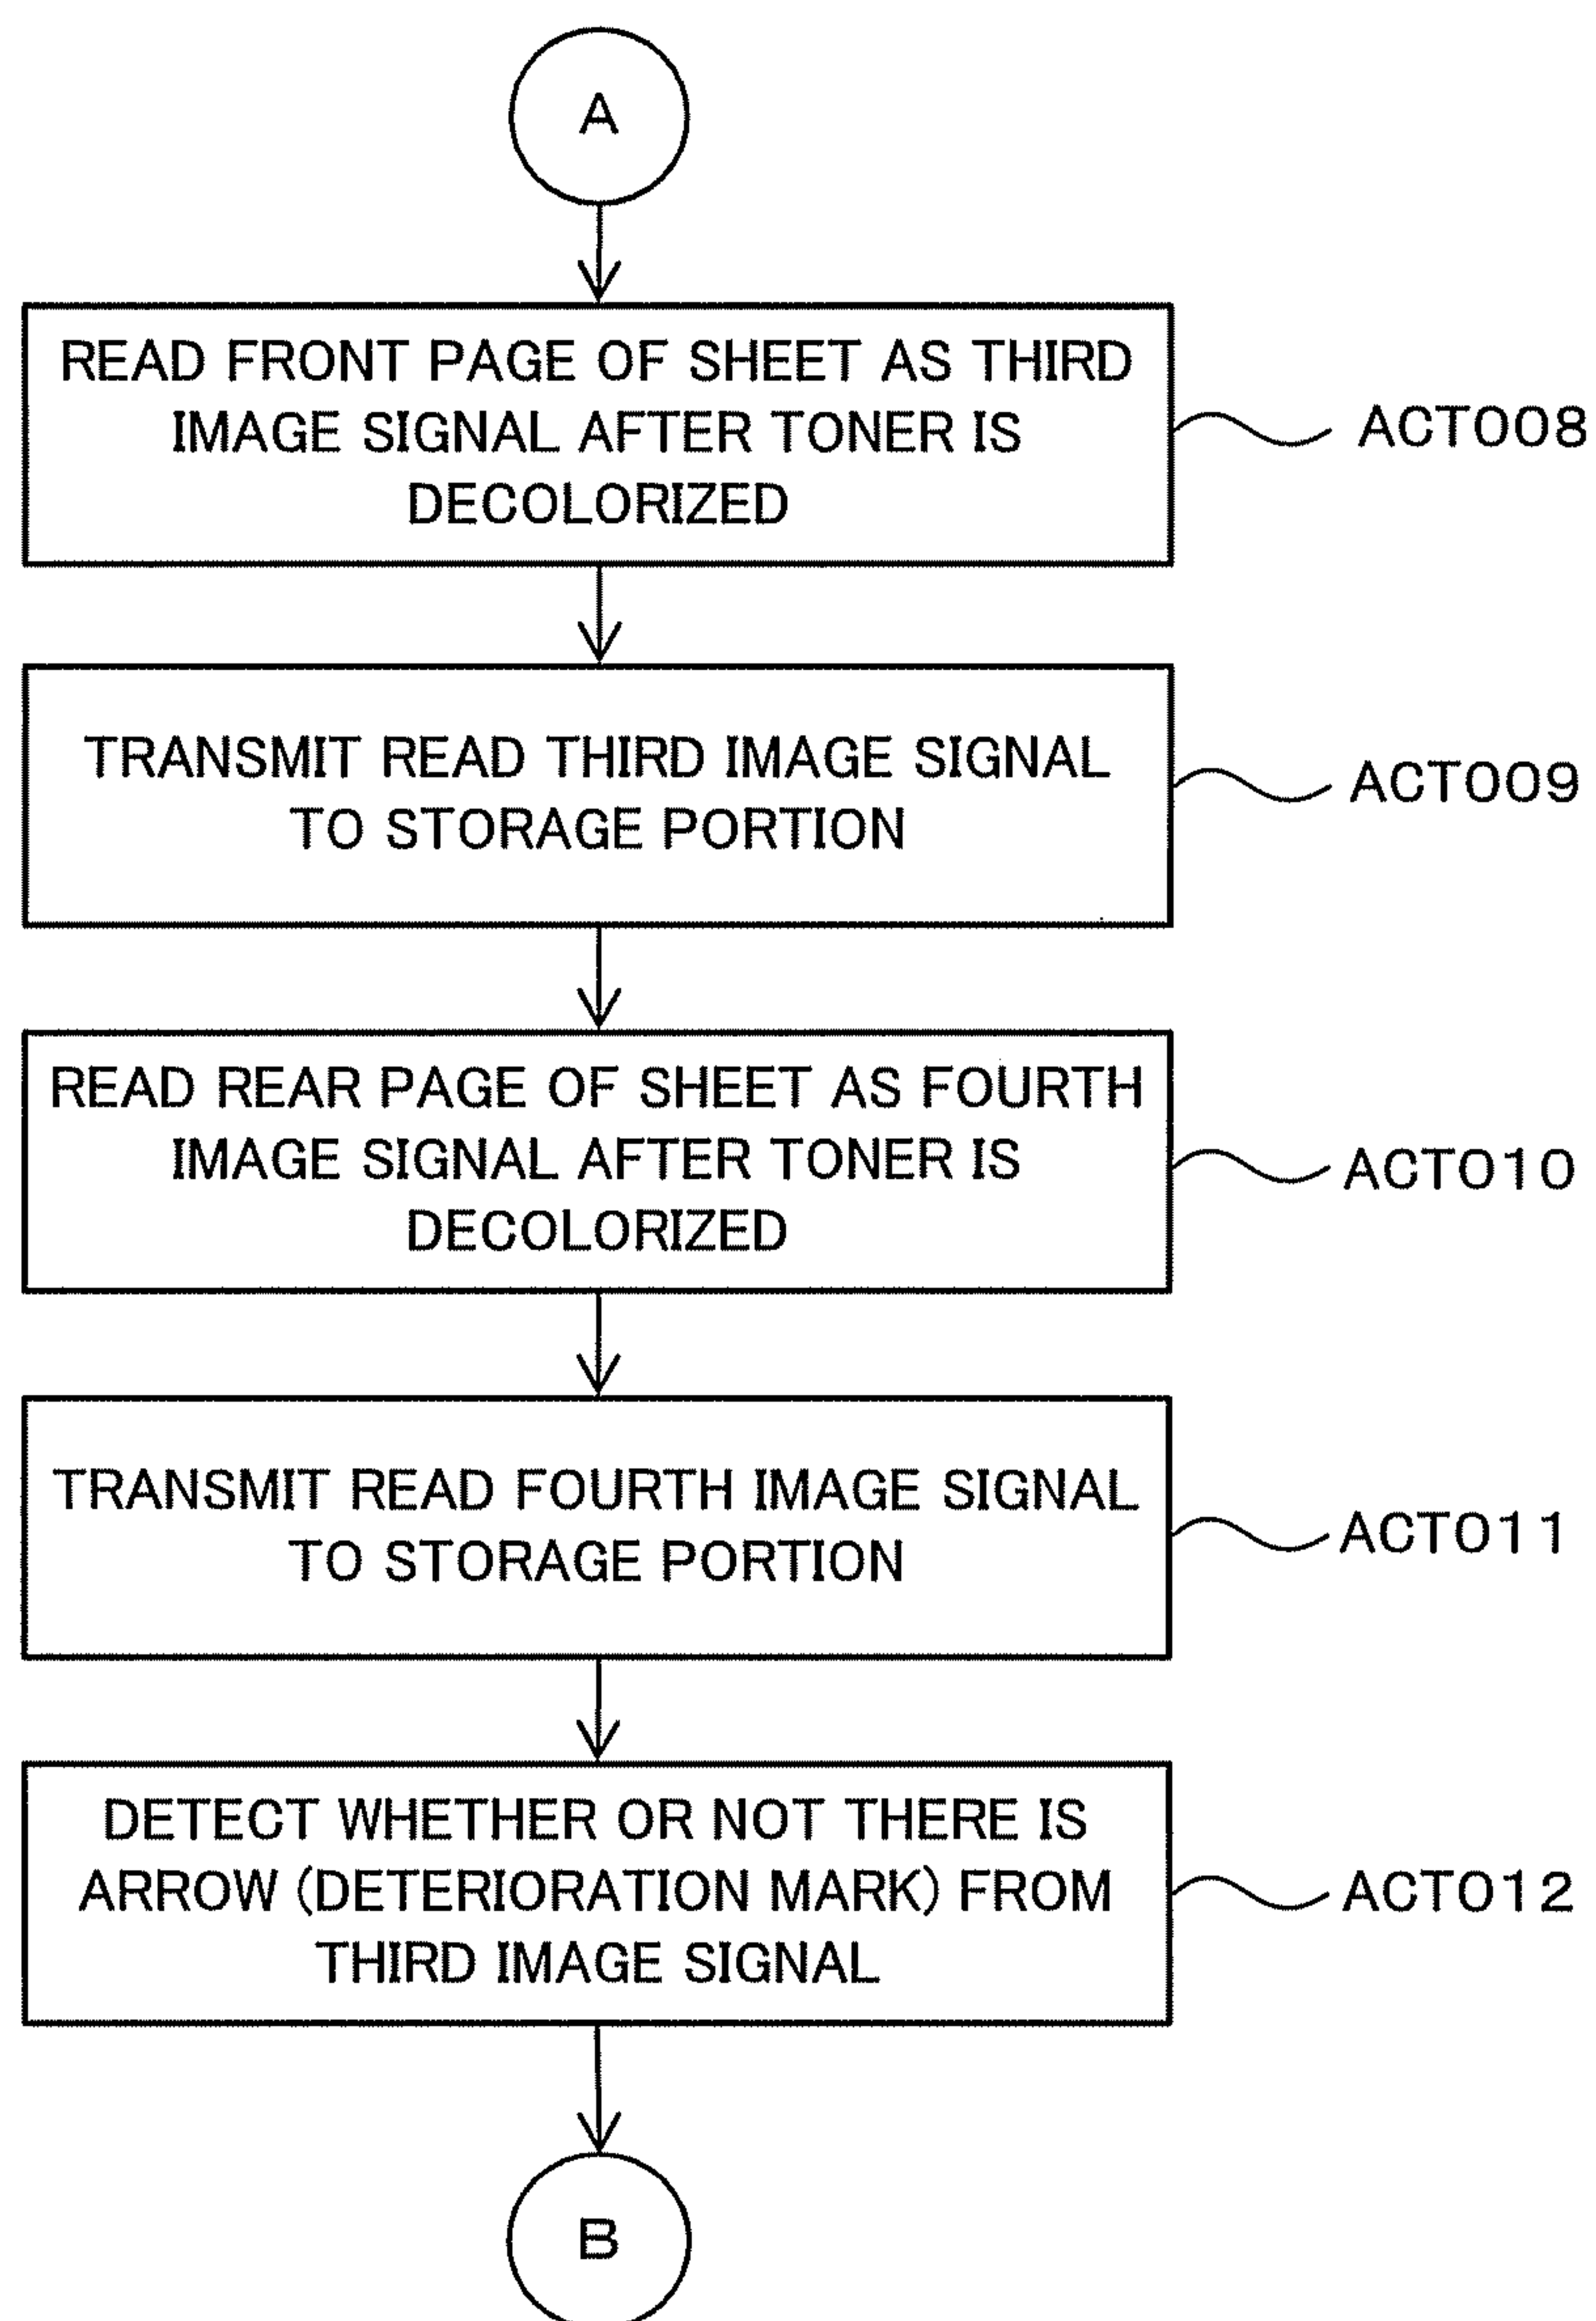 A
READ FRONT PAGE OF SHEET AS THIRD
IMAGE SIGNAL AFTER TONER IS
DECOLORIZED
ACT008
TRANSMIT READ THIRD IMAGE SIGNAL
TO STORAGE PORTION
ACT009
READ REAR PAGE OF SHEET AS FOURTH
IMAGE SIGNAL AFTER TONER IS
DECOLORIZED
ACT010
TRANSMIT READ FOURTH IMAGE SIGNAL
TO STORAGE PORTION
ACT011
DETECT WHETHER OR NOT THERE IS
ARROW (DETERIORATION MARK) FROM
THIRD IMAGE SIGNAL
ACT012
B